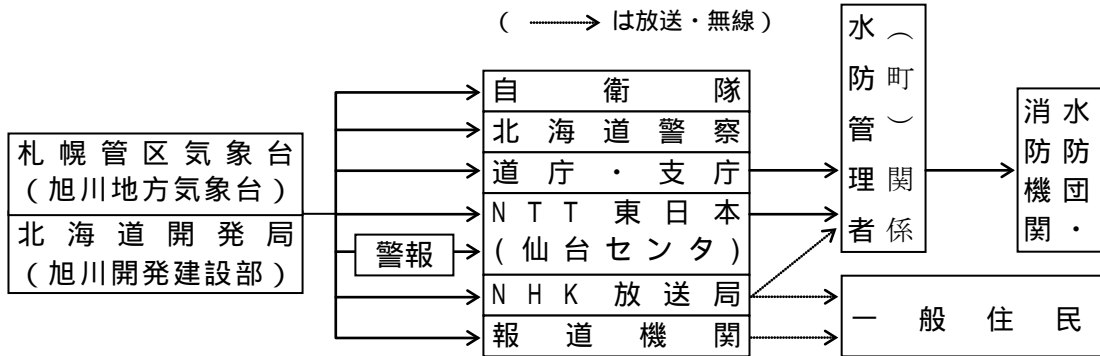 ( は放送・無線)
札幌管区気象台
(旭川地方気象台)
北海道開発局
(旭川開発建設部)
警報
自衛隊
北海道警察
道庁・支庁
NTT東日本
(仙台センタ)
NHK放送局
報道機関
水防管理者
(町)関係
水防団・
消防機関
一般住民